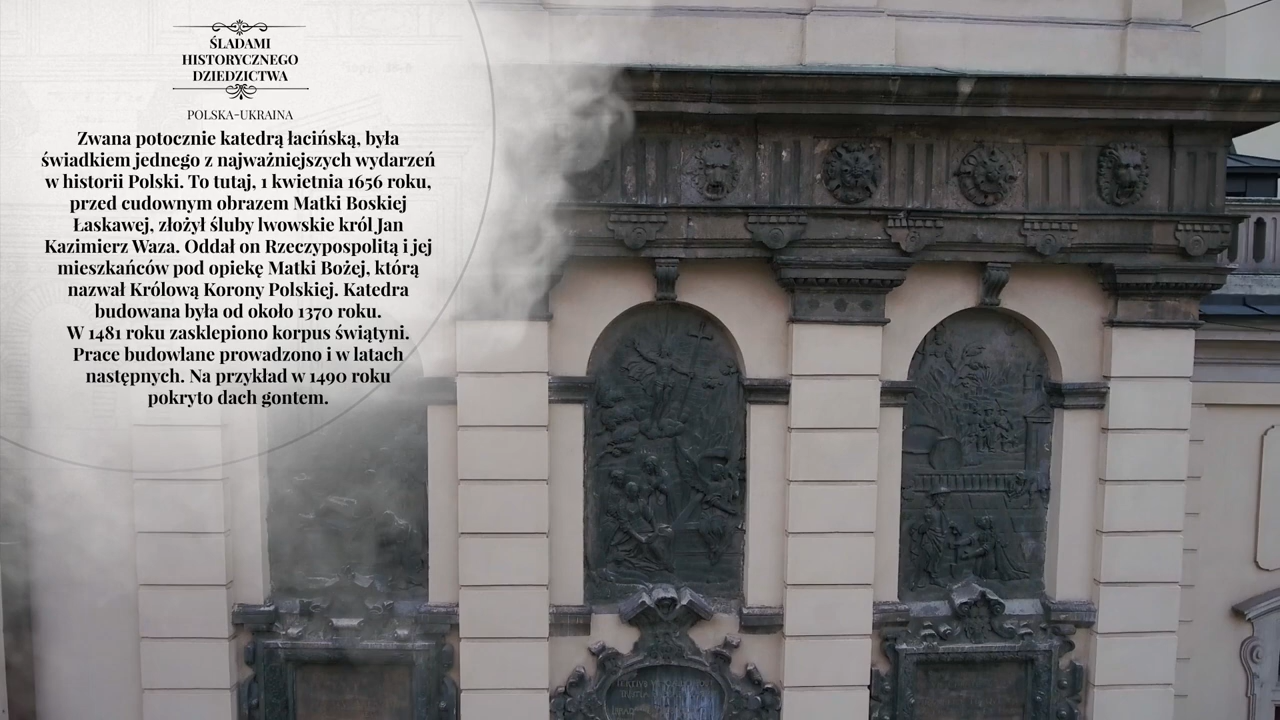 ŚLADAMI
HISTORYCZNEGO
DZIEDZICTWA
POLSKA-UKRAINA
Zwana potocznie katedrą łacińską, była
świadkiem jednego z najważniejszych wydarzeń
w historii Polski. To tutaj, 1 kwietnia 1656 roku,
przed cudownym obrazem Matki Boskiej
Łaskawej, złożył śluby lwowskie król Jan
Kazimierz Waza. Oddał on Rzeczypospolitą i jej
mieszkańców pod opiekę Matki Bożej, którą
nazwał Królową Korony Polskiej. Katedra
budowana była od około 1370 roku.
W 1481 roku zasklepiono korpus świątyni.
Prace budowlane prowadzono i w latach
następnych. Na przykład w 1490 roku
pokryto dach gontem.